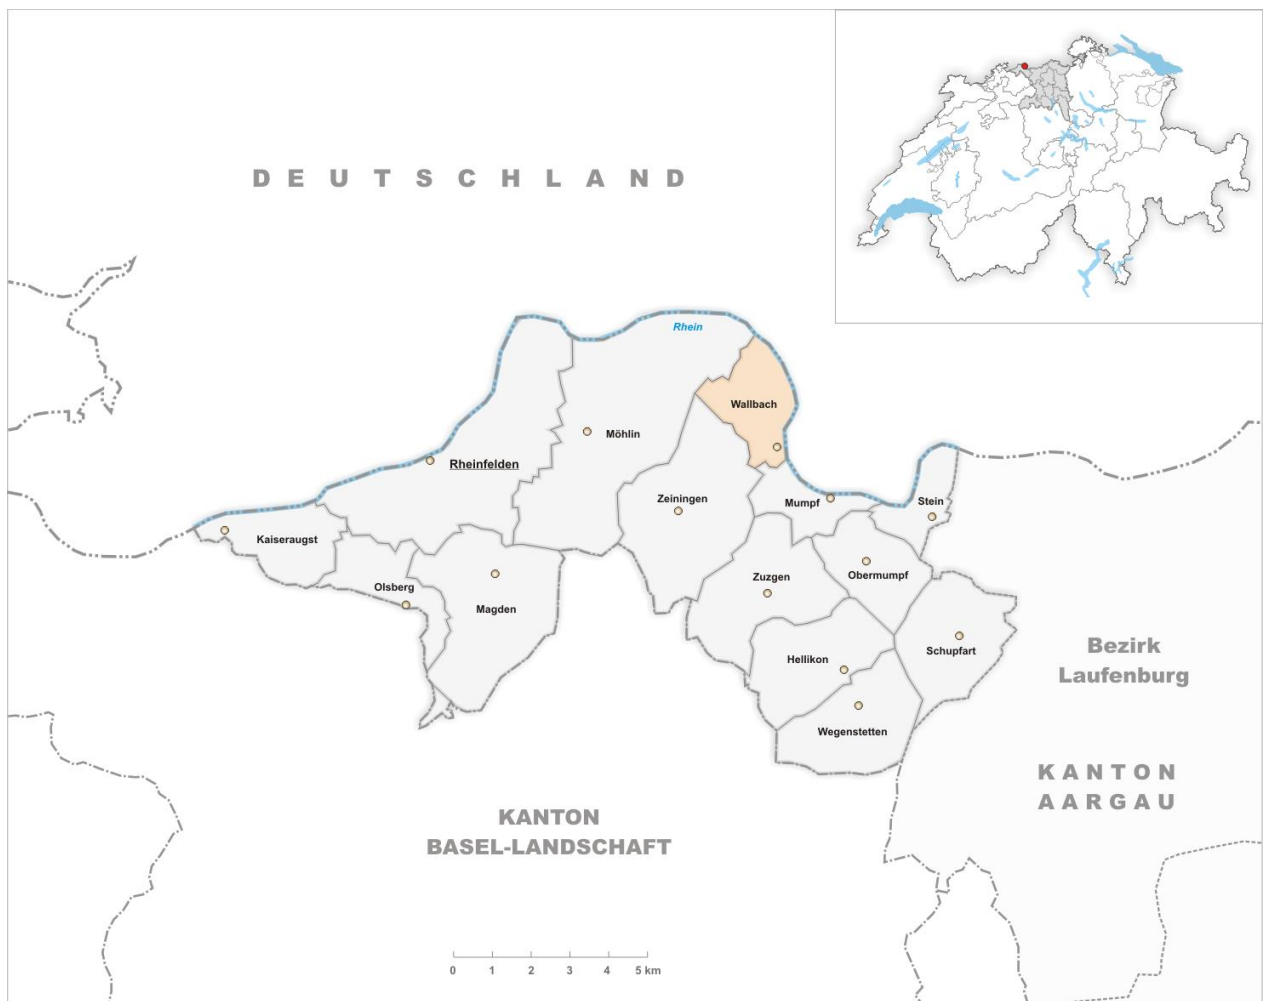 DEUTSCHLAND
Rhein
Wallbach
Möhlin
Rheinfelden
Zeiningen
Mumpf
Stein
Kaiseraugst
Olsberg
Magden
Zuzgen
Obermumpf
Hellikon
Schupfart
Wegenstetten
Bezirk
Laufenburg
KANTON
AARGAU
KANTON
BASEL-LANDSCHAFT
0 1 2 3 4 5 km